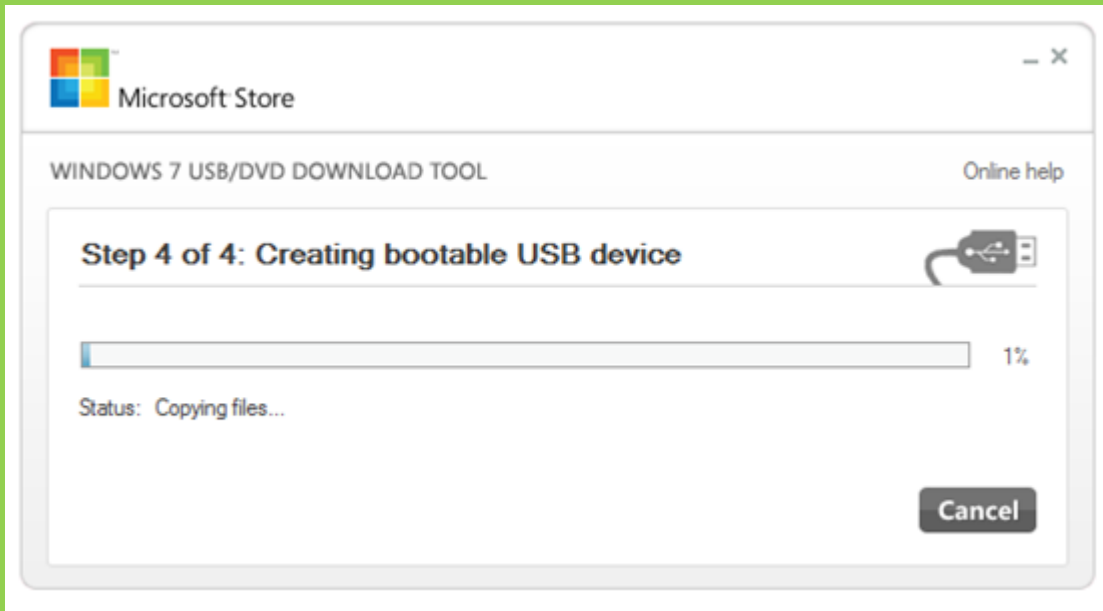 Microsoft Store
WINDOWS 7 USB/DVD DOWNLOAD TOOL
Online help
Step 4 of 4: Creating bootable USB device
1%
Status: Copying files...
Cancel